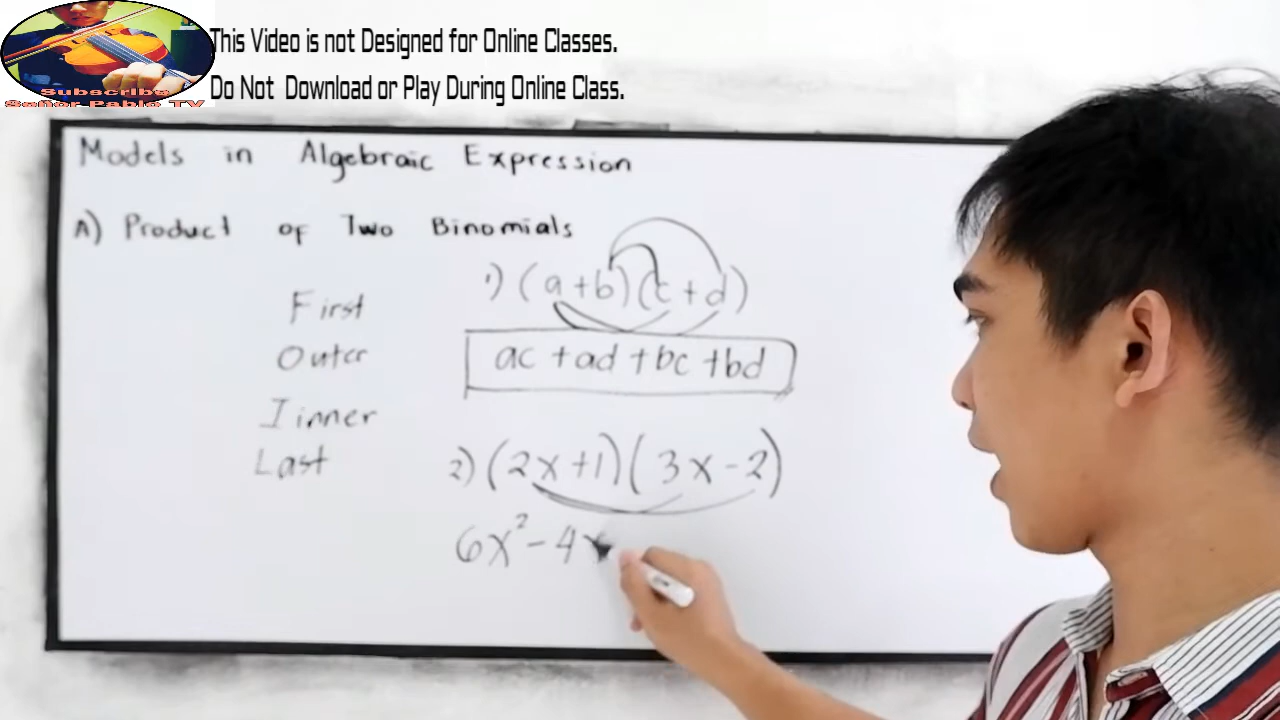 This Video is not Designed for Online Classes.
Do Not Download or Play During Online Class.
Subscribe
Señor Pablo TV
Models in Algebraic Expression
A) Product of Two Binomials
1) (a+b)(c+d)
First
Outer
ac +ad +bc +bd
I inner
Last
2) (2x+1)(3x-2)
6x²-4x